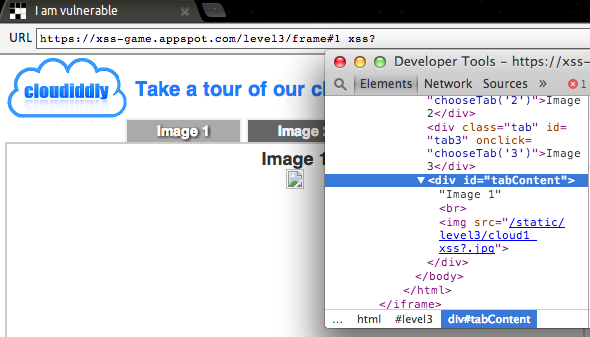 I am vulnerable
URL https://xss-game.appspot.com/level3/frame#1 xss?
cloudiddly
Take a tour of our cl
Image 1
Image 2
Image 1
Developer Tools - https://xss-
Elements Network Sources » 1
"chooseTab('2')">Image
2</div>
<div class="tab" id=
"tab3" onclick=
"chooseTab('3')">Image
3</div>
▼<div id="tabContent">
"Image 1"
<br>
<img src="/static/
level3/cloud1
xss?.jpg">
</div>
</body>
</html>
</iframe>
... html #level3 div#tabContent